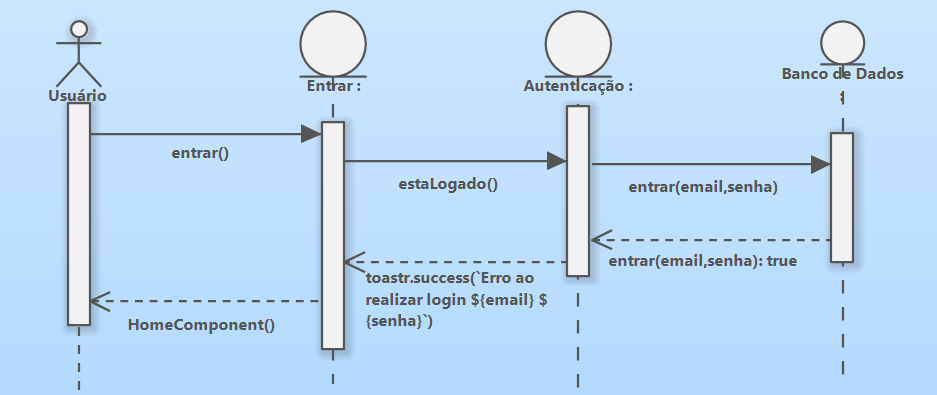 Usuário
Entrar :
Autenticação :
Banco de Dados
:
entrar()
estaLogado()
entrar(email,senha)
entrar(email,senha): true
toastr.success(`Erro ao
realizar login ${email} $
{senha}`)
HomeComponent()